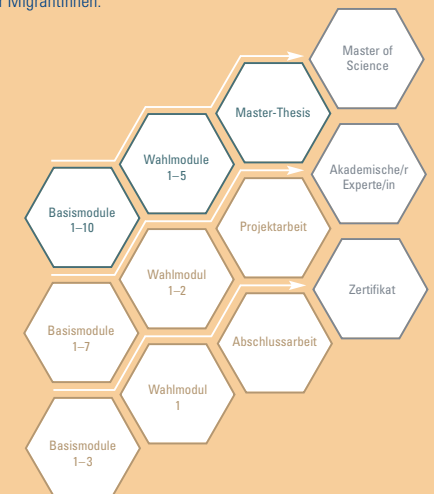 MigrantInnen.
Master of
Science
Master-Thesis
Wahlmodule
1–5
Basismodule
1–10
Akademische/r
Experte/in
Projektarbeit
Wahlmodul
1–2
Basismodule
1–7
Zertifikat
Abschlussarbeit
Wahlmodul
1
Basismodule
1–3